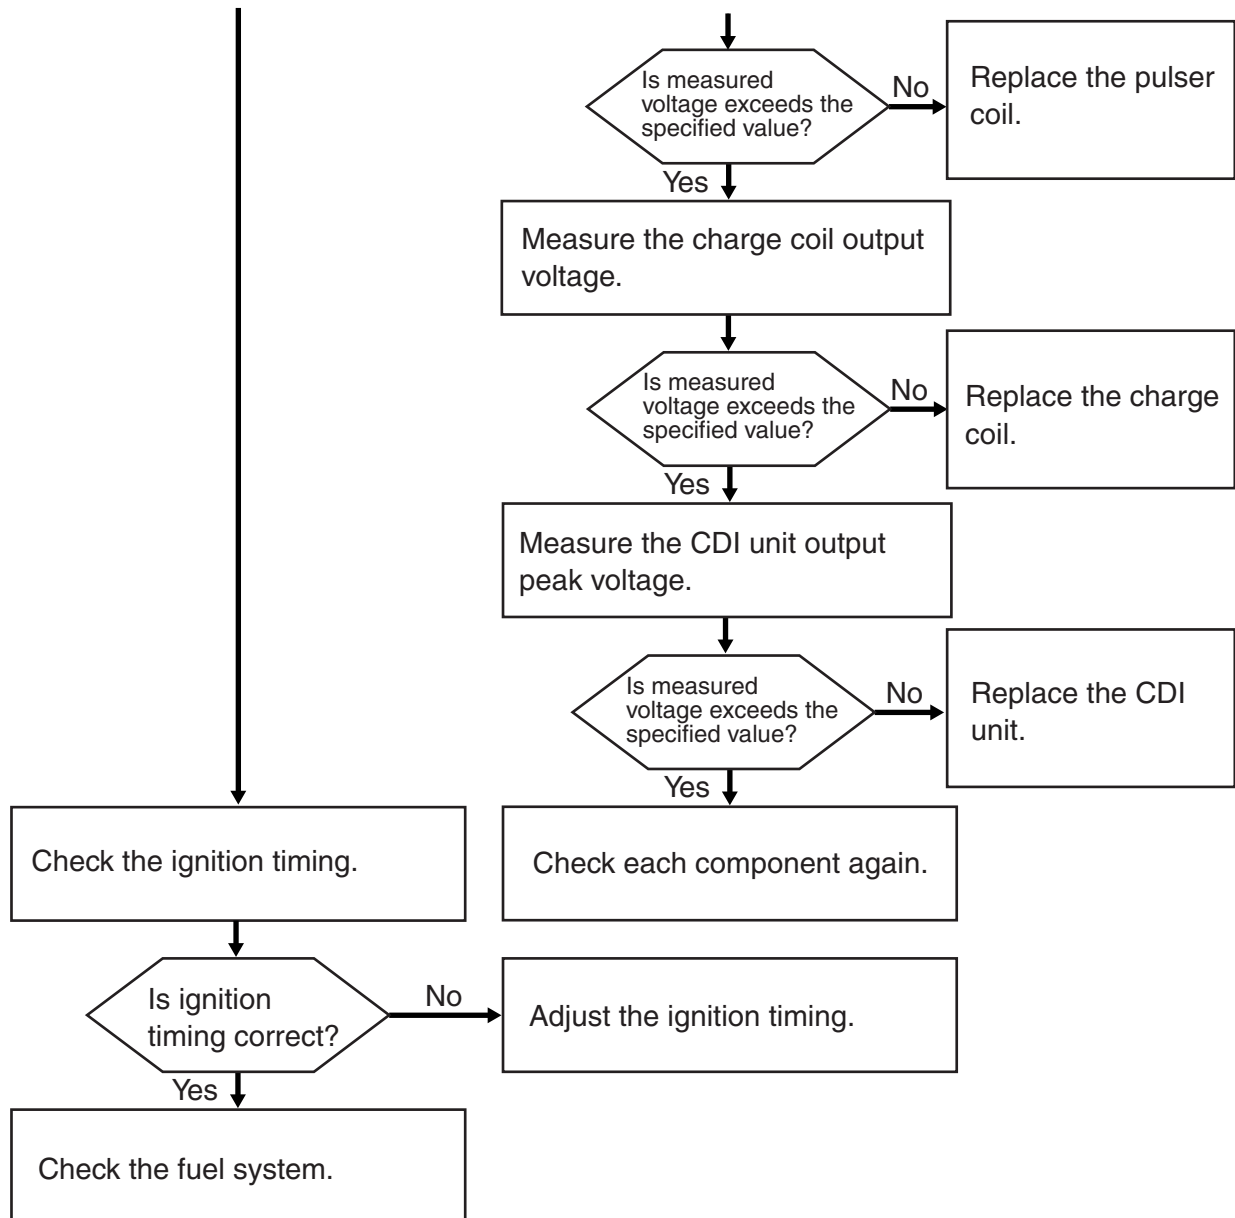 Is measured
voltage exceeds the
specified value?
No
Replace the pulser
coil.
Yes
Measure the charge coil output
voltage.
Is measured
voltage exceeds the
specified value?
No
Replace the charge
coil.
Yes
Measure the CDI unit output
peak voltage.
Is measured
voltage exceeds the
specified value?
No
Replace the CDI
unit.
Yes
Check the ignition timing.
Check each component again.
Is ignition
timing correct?
No
Adjust the ignition timing.
Yes
Check the fuel system.